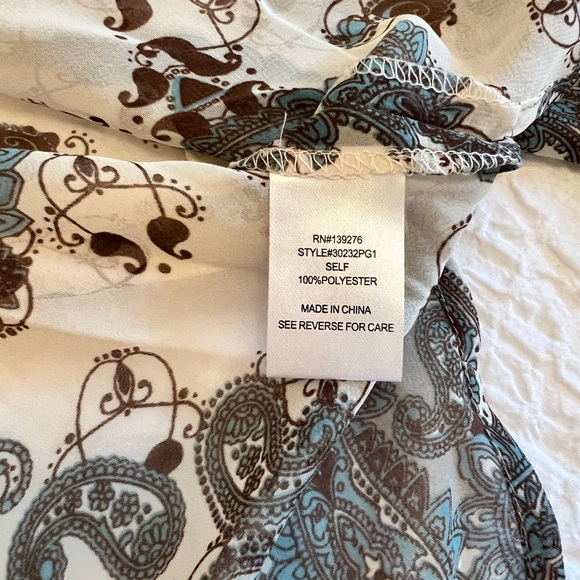 RN#139276
STYLE#30232PG1
SELF
100%POLYESTER
MADE IN CHINA
SEE REVERSE FOR CARE